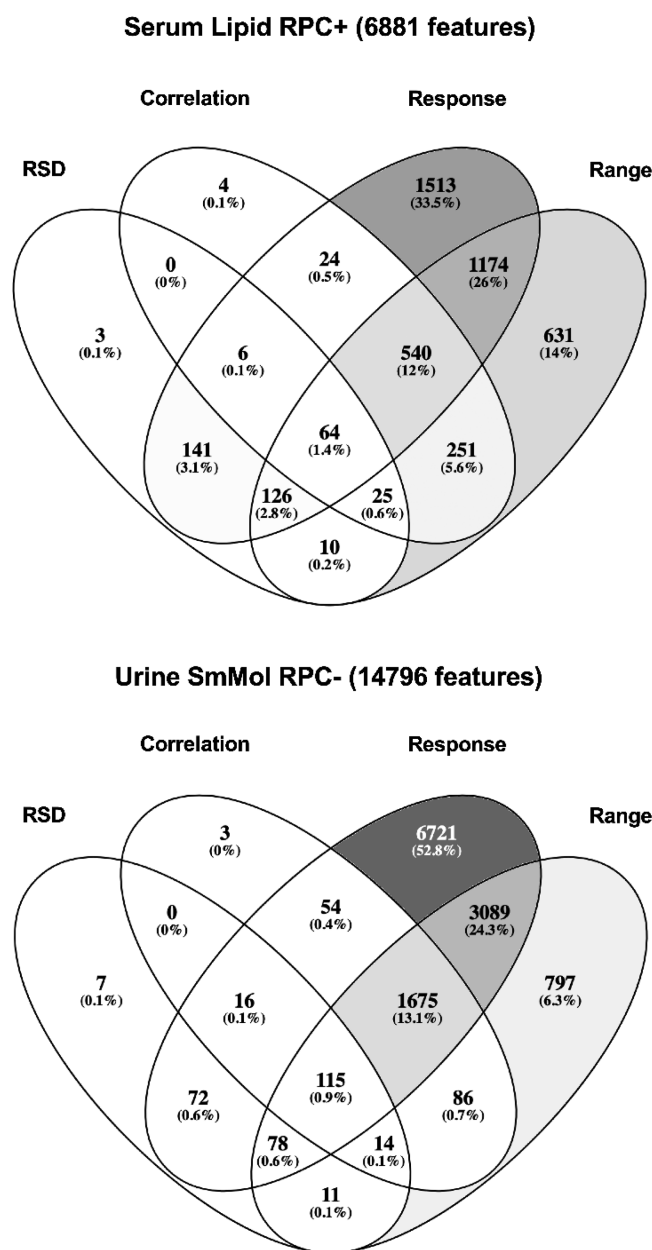 Serum Lipid RPC+ (6881 features)
Correlation Response
RSD Range
4 1513
(0.1%) (33.5%)
0 24 1174
(0%) (0.5%) (26%)
3 6 540 631
(0.1%) (0.1%) (12%) (14%)
141 64 251
(3.1%) (1.4%) (5.6%)
126 25
(2.8%) (0.6%)
10
(0.2%)
Urine SmMol RPC- (14796 features)
Correlation Response
RSD Range
3 6721
(0%) (52.8%)
0 54 3089
(0%) (0.4%) (24.3%)
7 16 1675 797
(0.1%) (0.1%) (13.1%) (6.3%)
72 115 86
(0.6%) (0.9%) (0.7%)
78 14
(0.6%) (0.1%)
11
(0.1%)